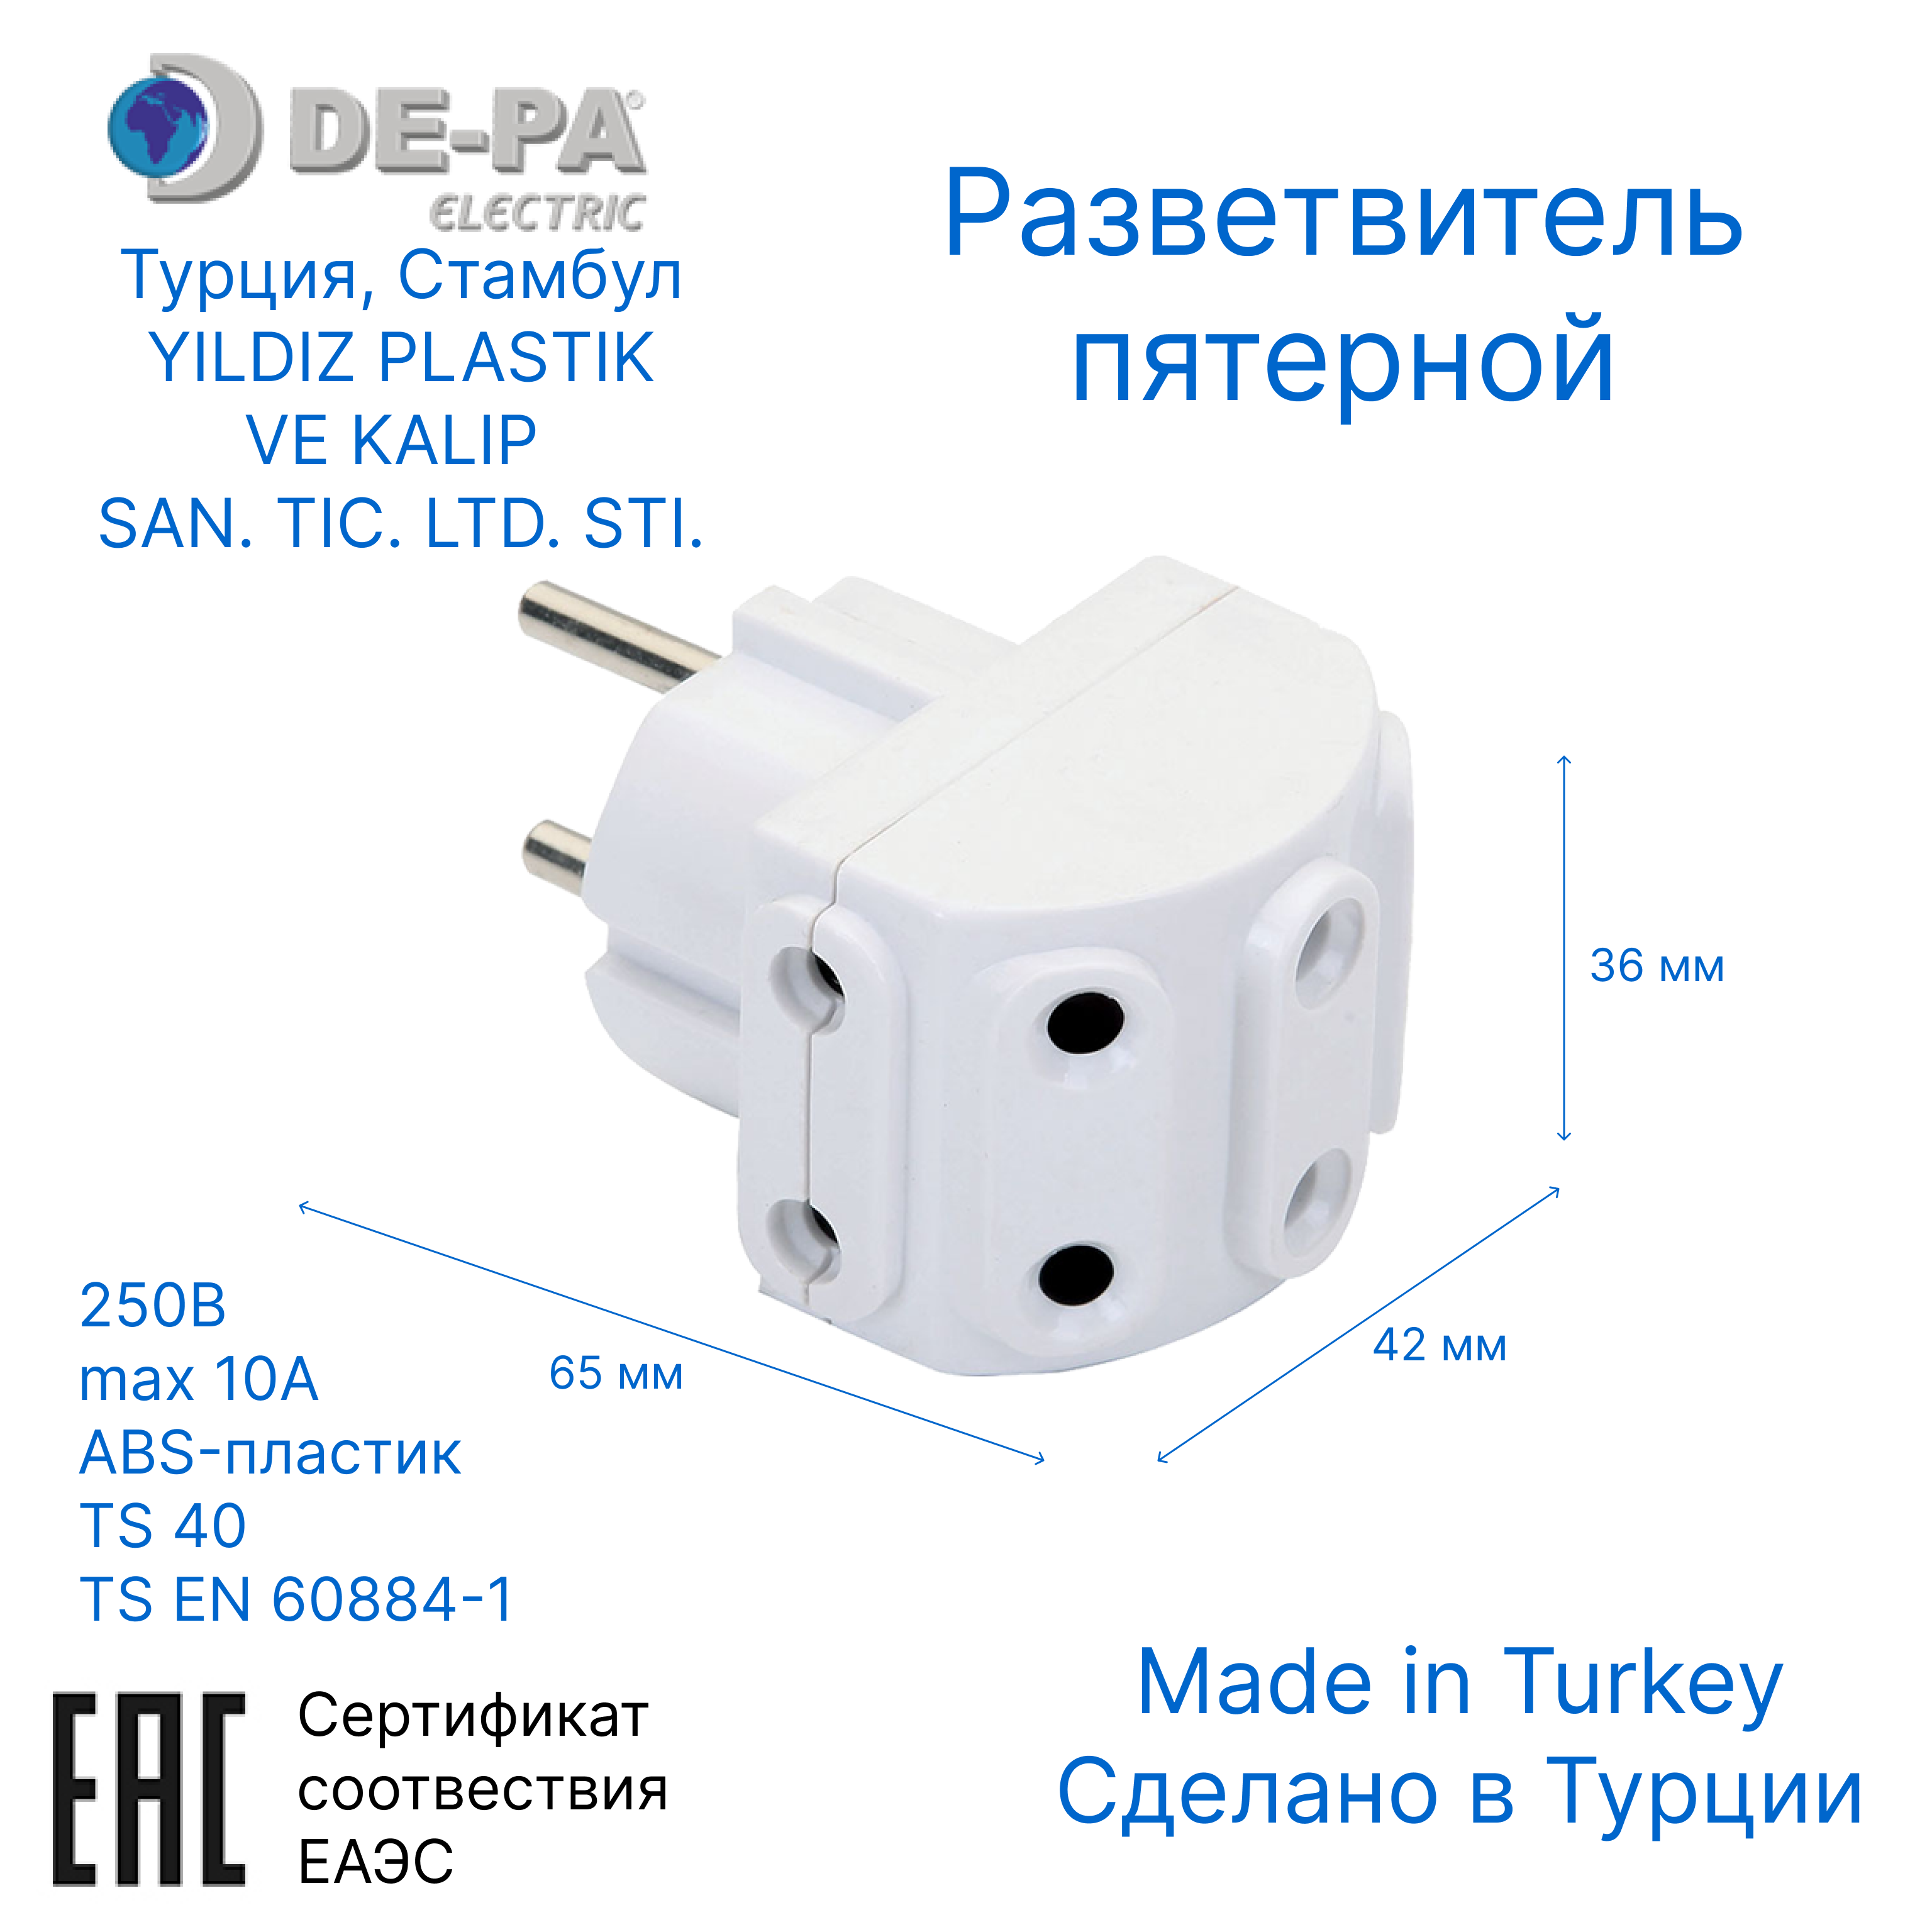 DE-PA®
ELECTRIC
Турция, Стамбул
YILDIZ PLASTIK
VE KALIP
SAN. TIC. LTD. STI.
Разветвитель
пятерной
36 мм
42 мм
65 мм
250В
max 10А
ABS-пластик
TS 40
TS EN 60884-1
EAC
Сертификат
соотвествия
ЕАЭС
Made in Turkey
Сделано в Турции